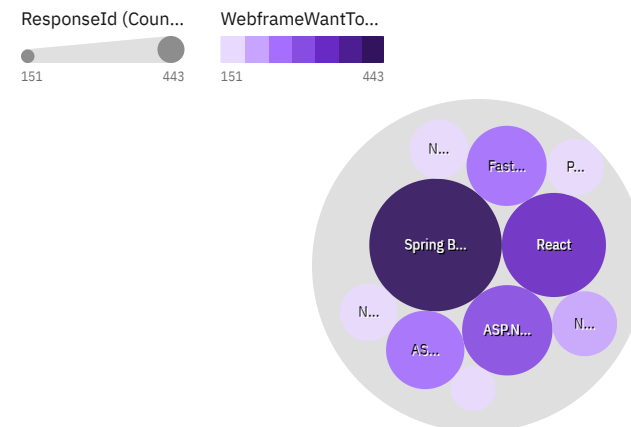 ResponseId (Coun...
WebframeWantTo...
151
443
151
443
N...
Fast...
P...
Spring B...
React
N...
ASP.N...
N...
AS...